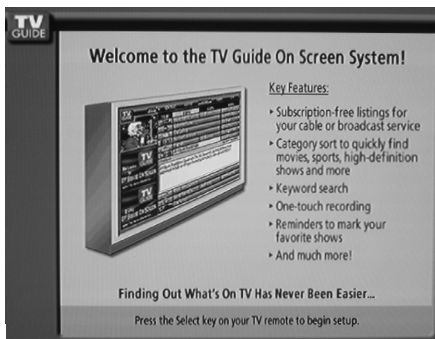 TV
GUIDE
Welcome to the TV Guide On Screen System!
Key Features:
▸ Subscription-free listings for
your cable or broadcast service
▸ Category sort to quickly find
movies, sports, high-definition
shows and more
▸ Keyword search
▸ One-touch recording
▸ Reminders to mark your
favorite shows
▸ And much more!
Finding Out What's On TV Has Never Been Easier...
Press the Select key on your TV remote to begin setup.